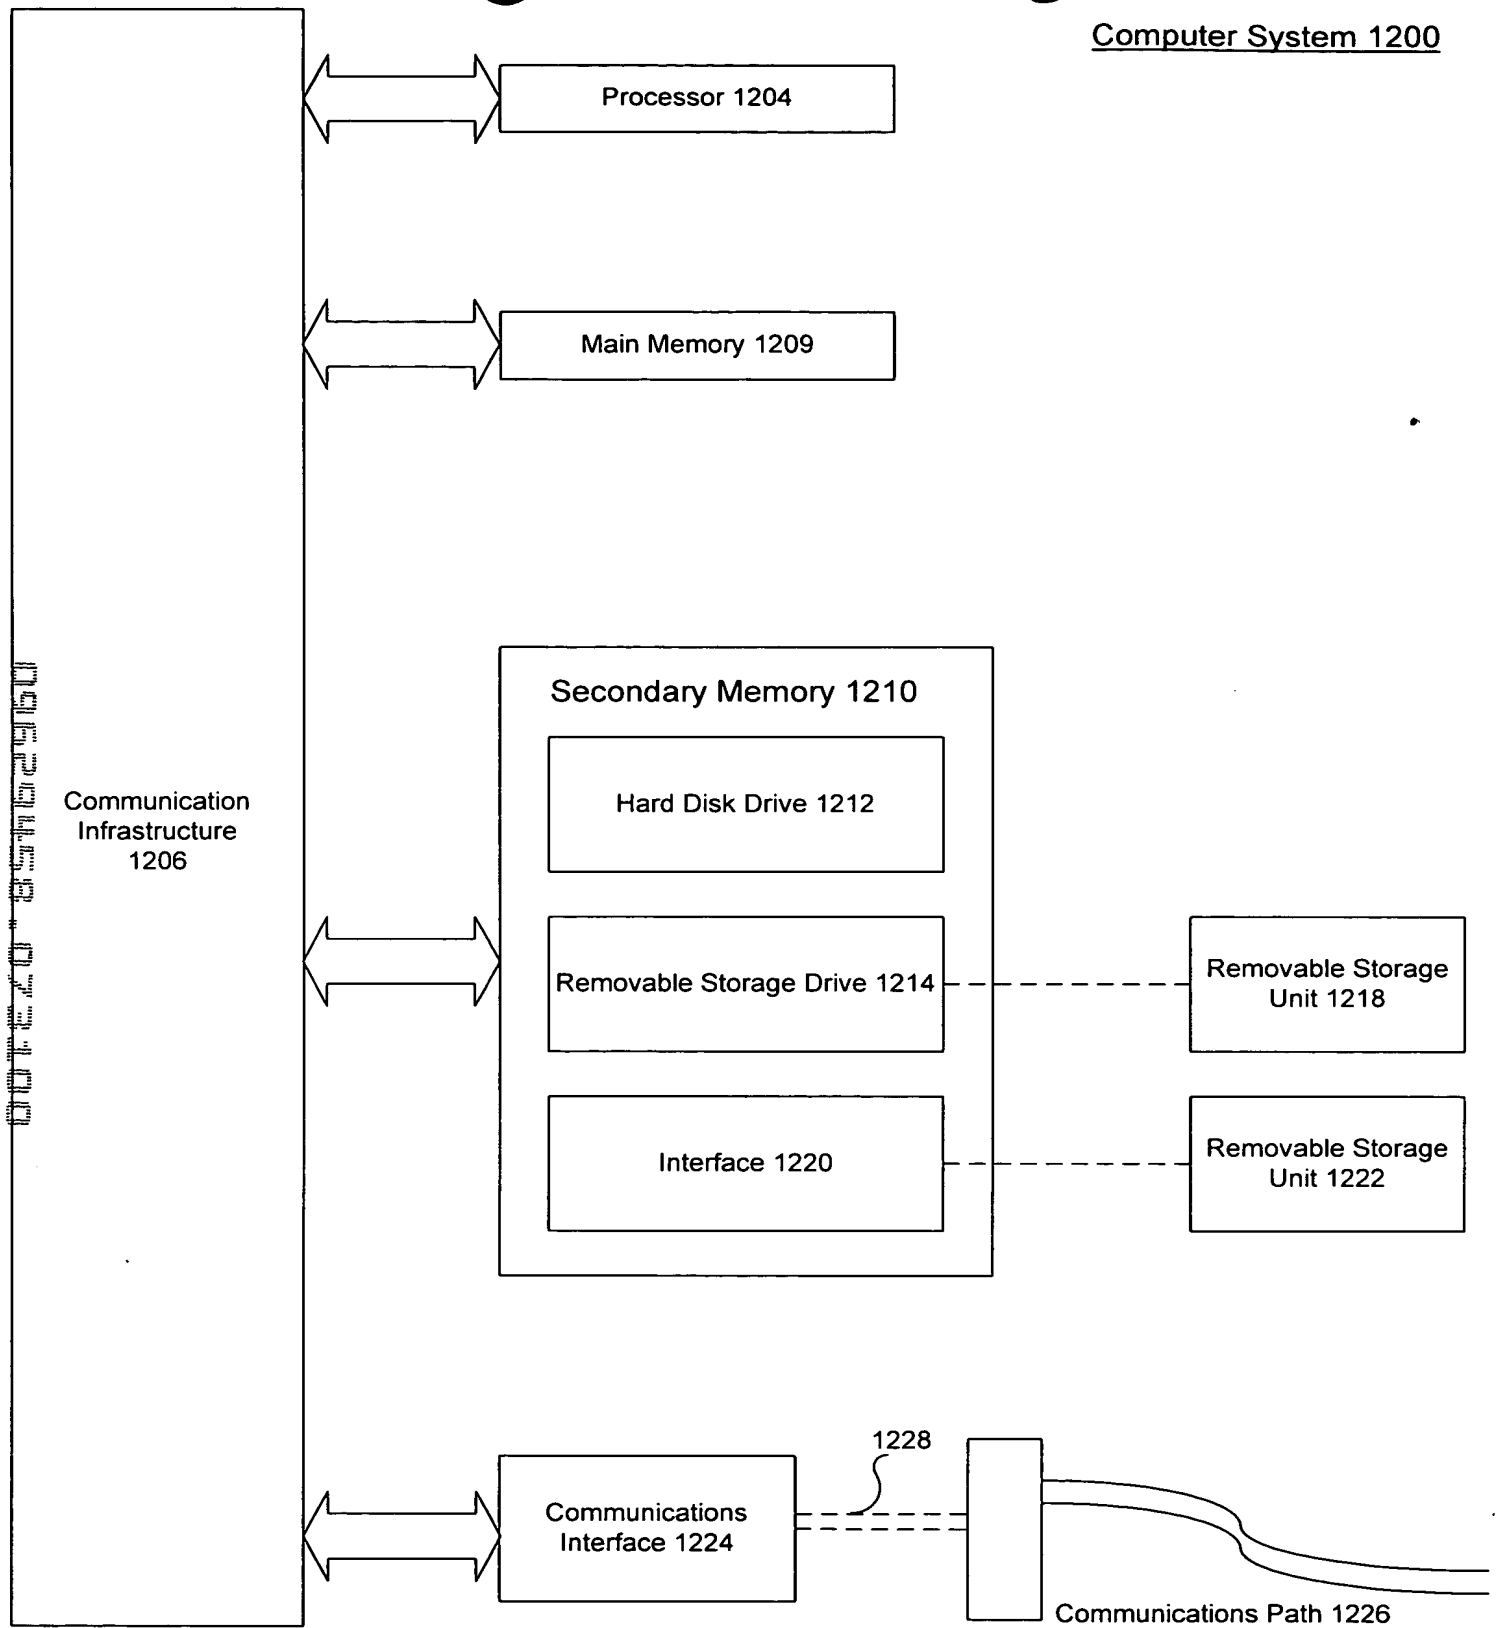 Computer System 1200
Processor 1204
Main Memory 1209
Secondary Memory 1210
Hard Disk Drive 1212
Communication
Infrastructure
1206
Removable Storage Drive 1214
Removable Storage
Unit 1218
Interface 1220
Removable Storage
Unit 1222
1228
Communications
Interface 1224
Communications Path 1226
09629458.073100